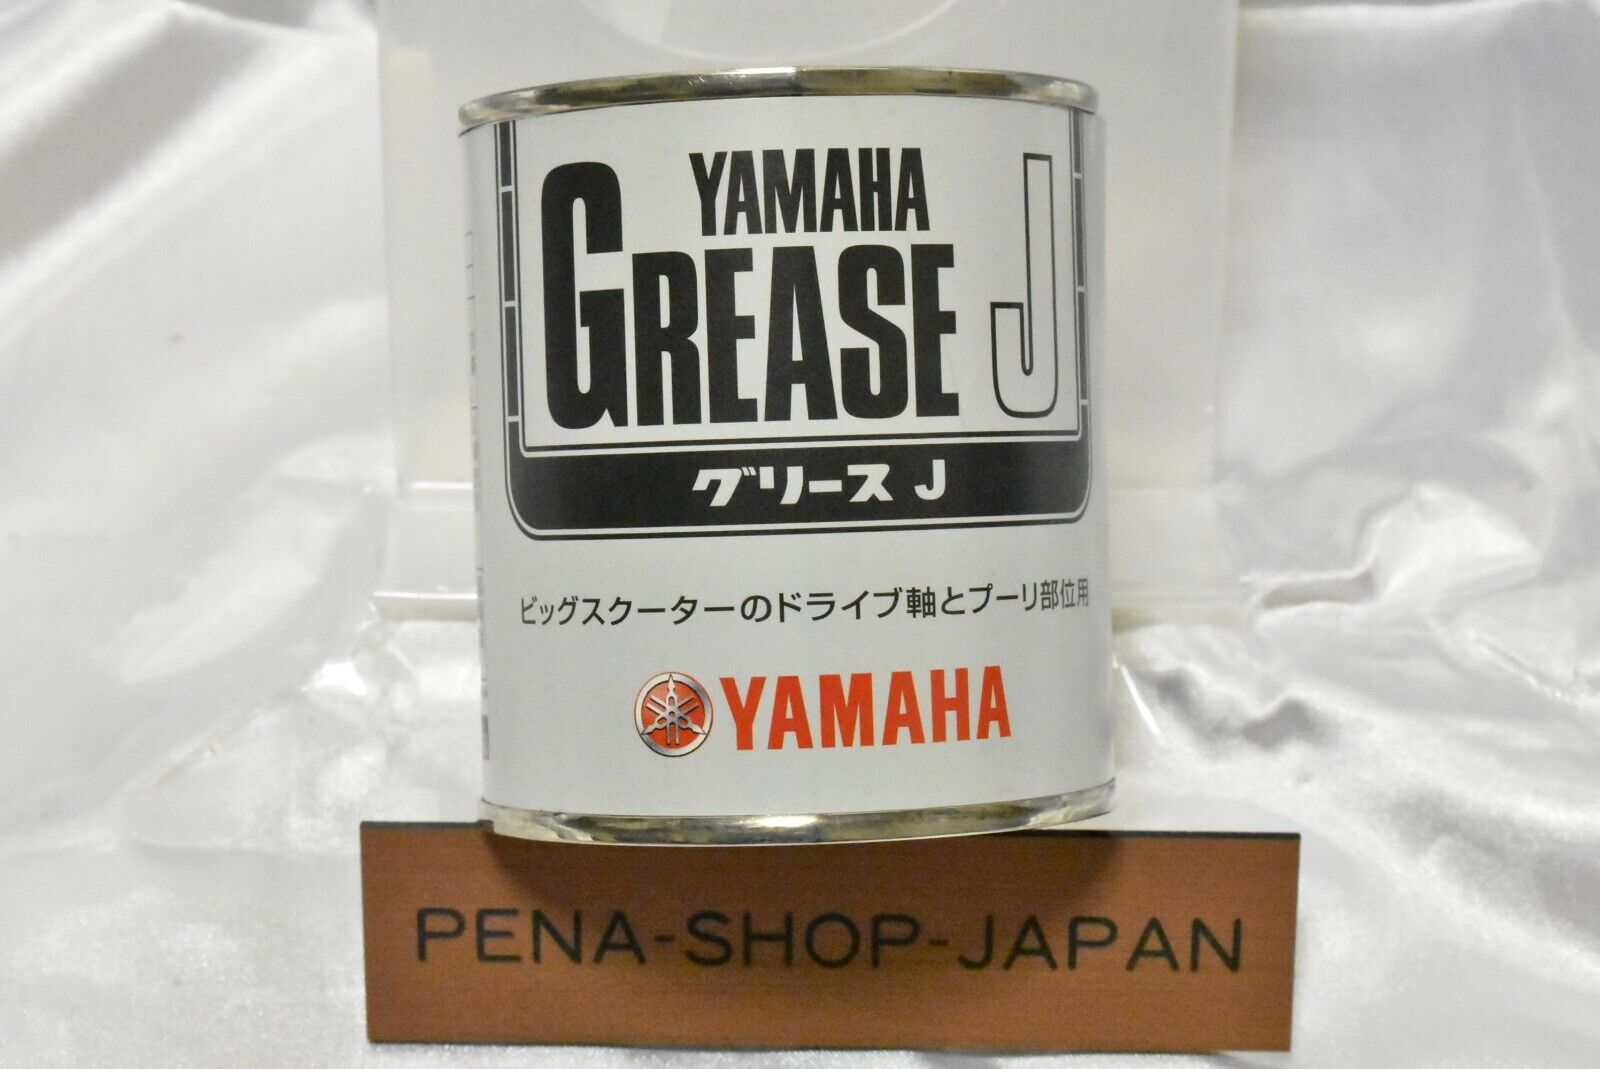 YAMAHA
GREASE J
グリース J
ビッグスクーターのドライブ軸とプーリ部位用
YAMAHA
PENA-SHOP-JAPAN